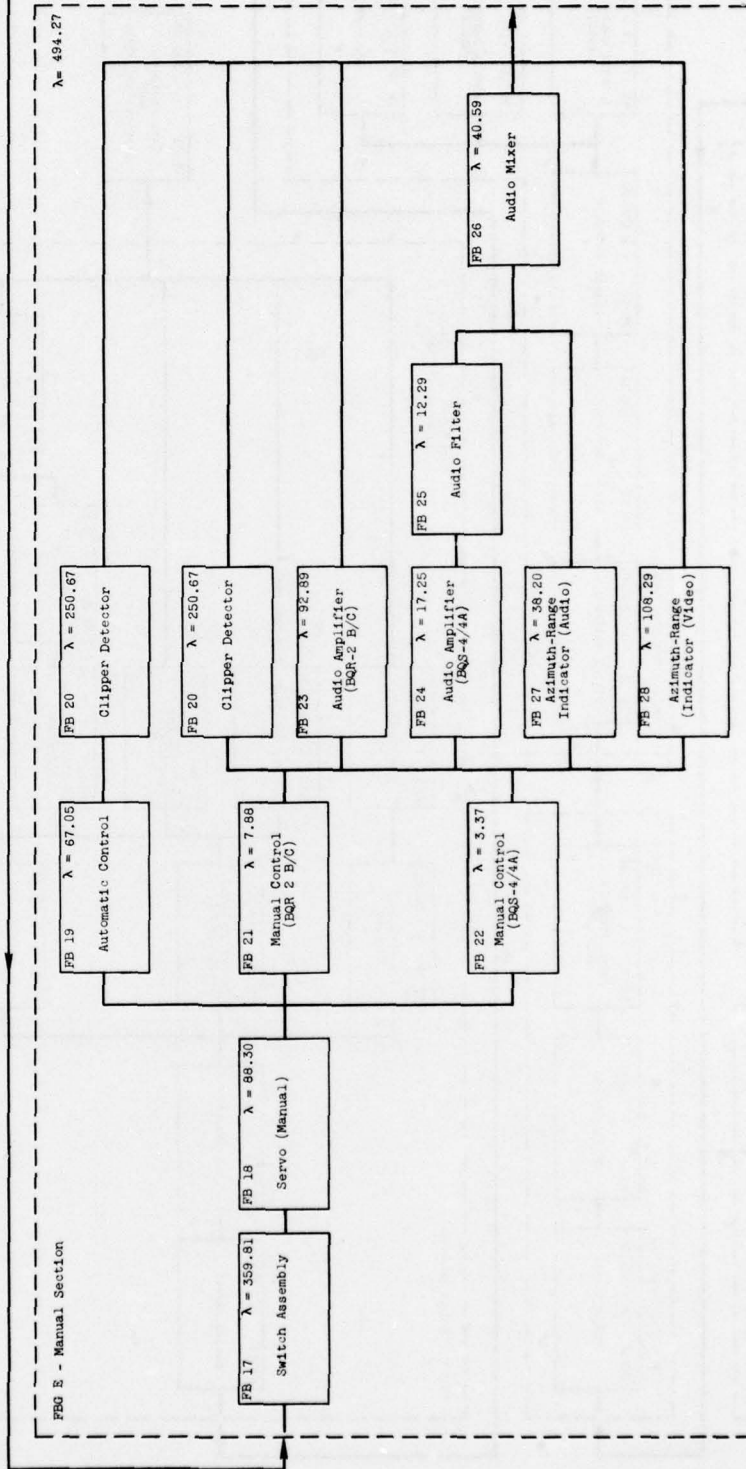 FBG E - Manual Section
λ= 494.27
FB 17 λ = 359.81
Switch Assembly
FB 18 λ = 88.30
Servo (Manual)
FB 19 λ = 67.05
Automatic Control
FB 21 λ = 7.88
Manual Control
(BQR 2 B/C)
FB 22 λ = 3.37
Manual Control
(BQS-4/4A)
FB 20 λ = 250.67
Clipper Detector
FB 20 λ = 250.67
Clipper Detector
FB 23 λ = 92.89
Audio Amplifier
(BQR-2 B/C)
FB 24 λ = 17.25
Audio Amplifier
(BQS-4/4A)
FB 27 λ = 38.20
Azimuth-Range
Indicator (Audio)
FB 28 λ = 108.29
Azimuth-Range
(Indicator (Video)
FB 25 λ = 12.29
Audio Filter
FB 26 λ = 40.59
Audio Mixer